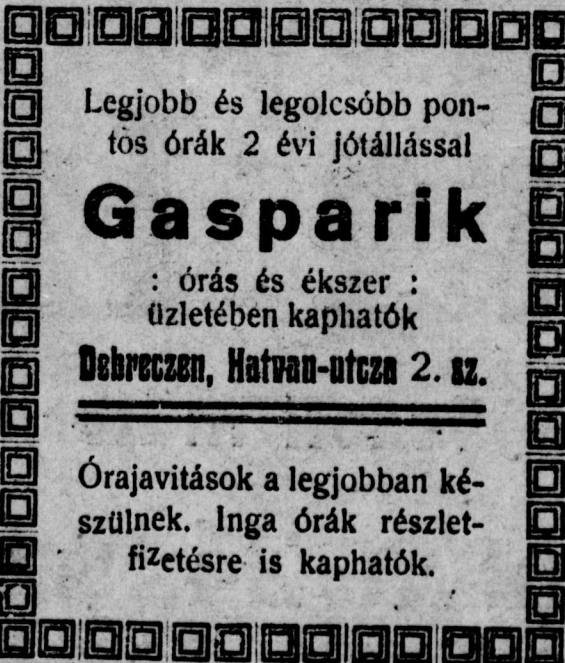 Legjobb és legolcsóbb pon-
tos órák 2 évi jótállással
Gasparik
: órás és ékszer :
üzletében kaphatók
Debreczen, Hatvan-utcza 2. sz.
Órajavitások a legjobban ké-
szülnek. Inga órák részlet-
fizetésre is kaphatók.